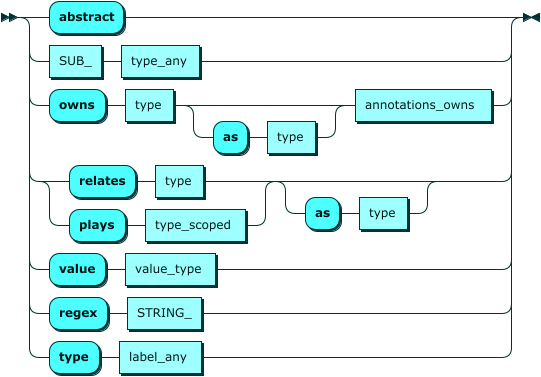 abstract
SUB_ type_any
owns type annotations_owns
as type
relates type
plays type_scoped as type
value value_type
regex STRING_
type label_any